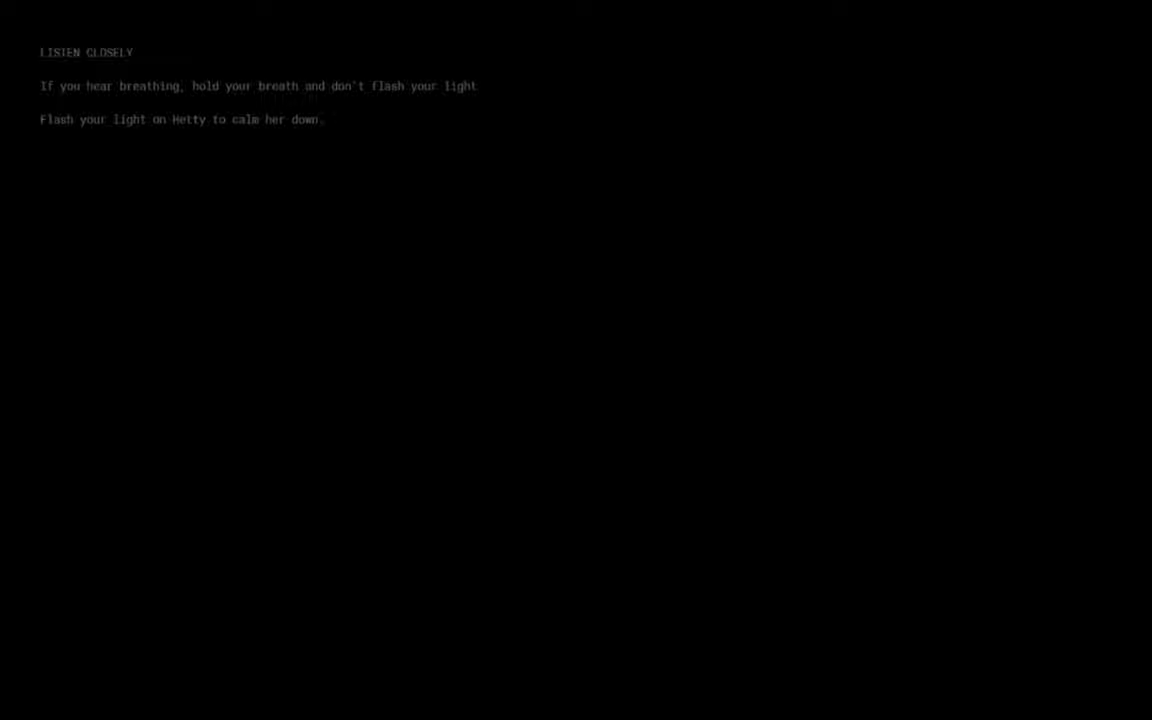 LISTEN CLOSELY
If you hear breathing, hold your breath and don't flash your light
Flash your light on Hetty to calm her down.